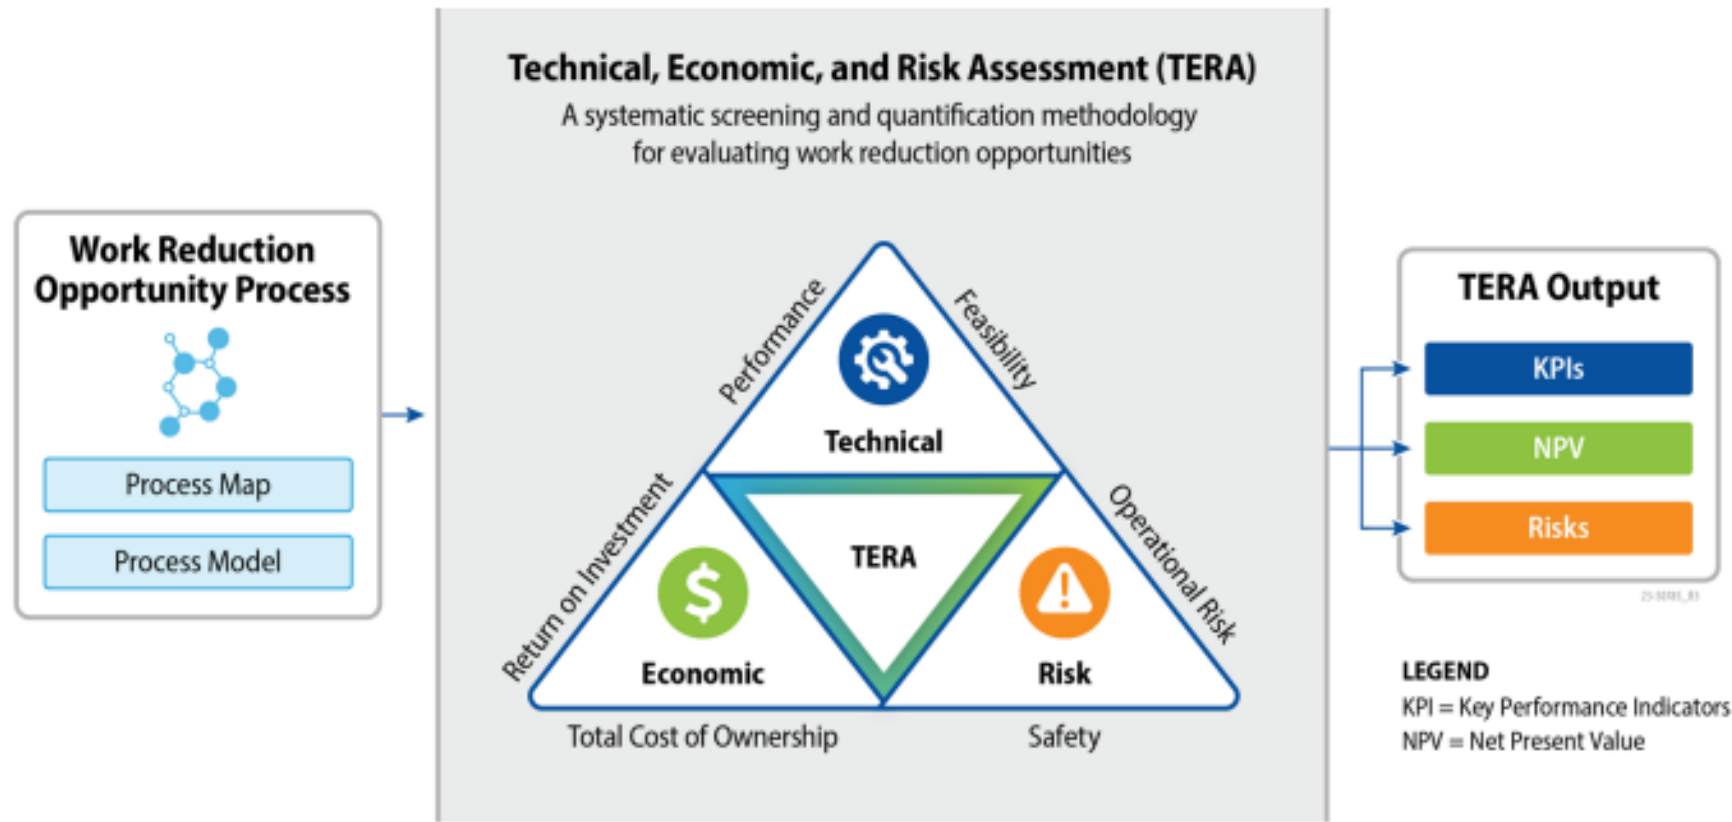 Technical, Economic, and Risk Assessment (TERA)
A systematic screening and quantification methodology
for evaluating work reduction opportunities
Work Reduction
Opportunity Process
Process Map
Process Model
Performance
Feasibility
Technical
Return on Investment
Operational Risk
TERA
$
Economic
Risk
Total Cost of Ownership
Safety
TERA Output
KPIs
NPV
Risks
LEGEND
KPI = Key Performance Indicators
NPV = Net Present Value